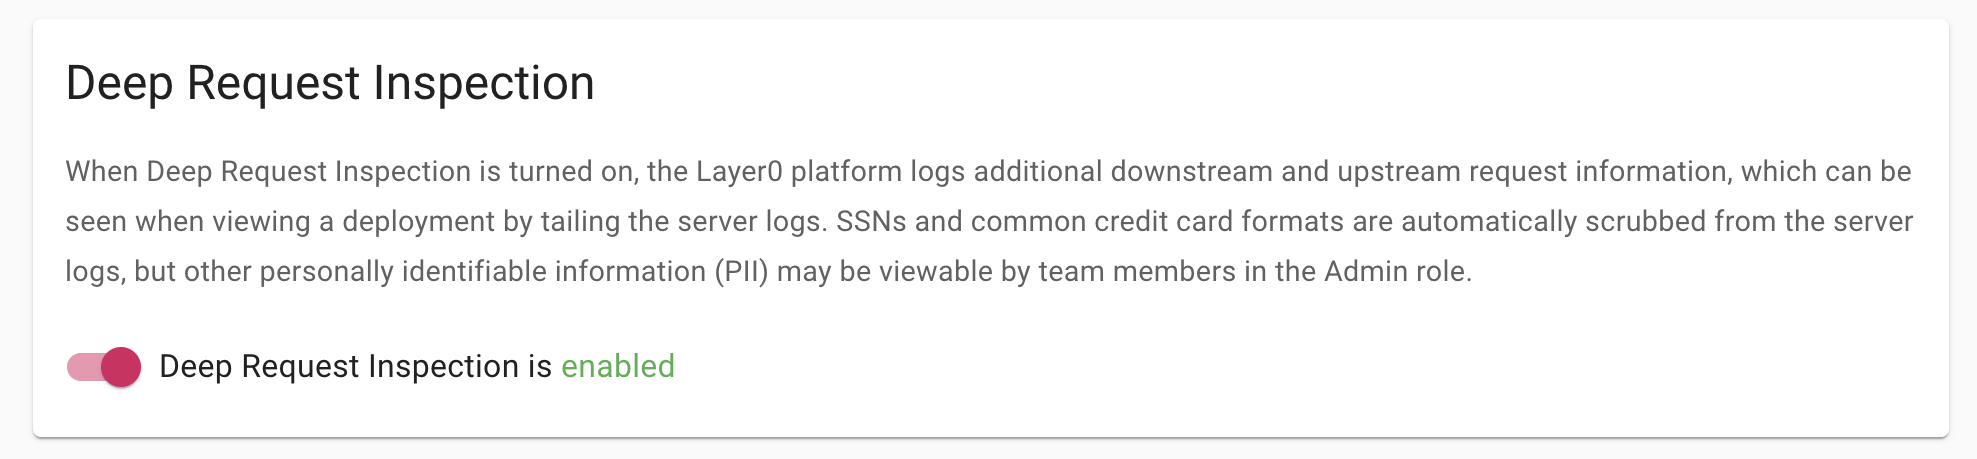 Deep Request Inspection
When Deep Request Inspection is turned on, the Layer0 platform logs additional downstream and upstream request information, which can be
seen when viewing a deployment by tailing the server logs. SSNs and common credit card formats are automatically scrubbed from the server
logs, but other personally identifiable information (PII) may be viewable by team members in the Admin role.
Deep Request Inspection is enabled